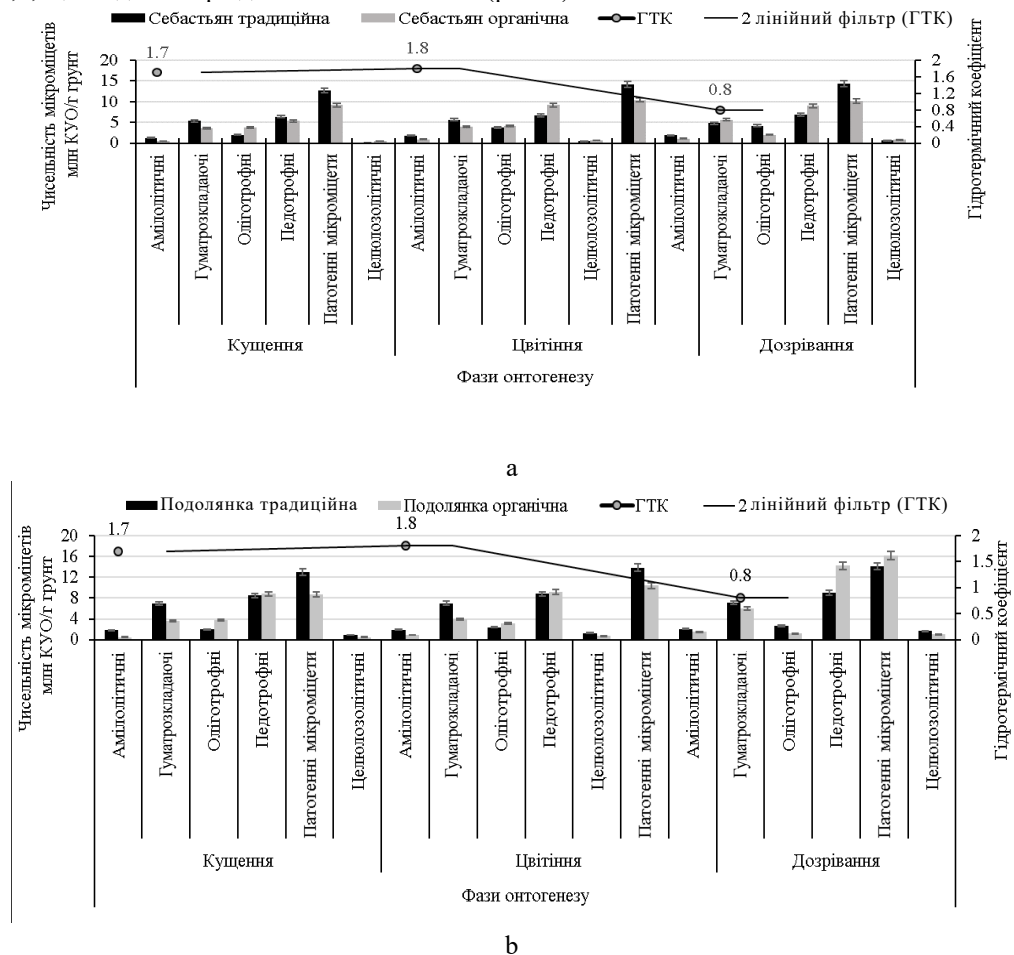 Себастьян традиційна Себастьян органічна ГТК 2 лінійний фільтр (ГТК)
Чисельність мікроміцетів
млн КУО/г грунт
20
15
10
5
0
1.7
1.8
0.8
2
1.6
1.2
0.8
0.4
0
Гідротермічний коефіцієнт
Амілолітичні
Гуматрозкладаючі
Оліготрофні
Педотрофні
Патогенні мікроміцети
Целюлозолітичні
Амілолітичні
Гуматрозкладаючі
Оліготрофні
Педотрофні
Целюлозолітичні
Патогенні мікроміцети
Амілолітичні
Гуматрозкладаючі
Оліготрофні
Педотрофні
Патогенні мікроміцети
Целюлозолітичні
Кущення Цвітіння Дозрівання
Фази онтогенезу
а
Подолянка традиційна Подолянка органічна ГТК 2 лінійний фільтр (ГТК)
Чисельність мікроміцетів
млн КУО/г грунт
20
16
12
8
4
0
1.7
1.8
0.8
2
1.5
1
0.5
0
Гідротермічний коефіцієнт
Амілолітичні
Гуматрозкладаючі
Оліготрофні
Педотрофні
Патогенні мікроміцети
Целюлозолітичні
Амілолітичні
Гуматрозкладаючі
Оліготрофні
Педотрофні
Целюлозолітичні
Патогенні мікроміцети
Амілолітичні
Гуматрозкладаючі
Оліготрофні
Педотрофні
Патогенні мікроміцети
Целюлозолітичні
Кущення Цвітіння Дозрівання
Фази онтогенезу
b